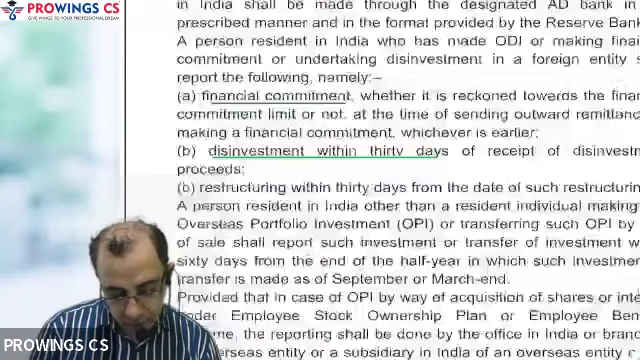 PROWINGS CS
GIVE WINGS TO YOUR PROFESSIONAL DREAM
in India shall be made through the designated AD bank in
prescribed manner and in the format provided by the Reserve Bank
A person resident in India who has made ODI or making
commitment or undertaking disinvestment in a foreign entity
report the following, namely:–
(a) financial commitment, whether it is reckoned towards the
commitment limit or not, at the time of sending outward
making a financial commitment, whichever is earlier;
(b) disinvestment within thirty days of receipt of
proceeds;
(b) restructuring within thirty days from the date of such
A person resident in India other than a resident individual making
Overseas Portfolio Investment (OPI) or transferring such OPI by
of sale shall report such investment or transfer of investment
sixty days from the end of the half-year in which such
transfer is made as of September or March-end.
Provided that in case of OPI by way of acquisition of shares or
Employee Stock Ownership Plan or Employee
the reporting shall be done by the office in India or
entity or a subsidiary in India of an overseas entity
PROWINGS CS